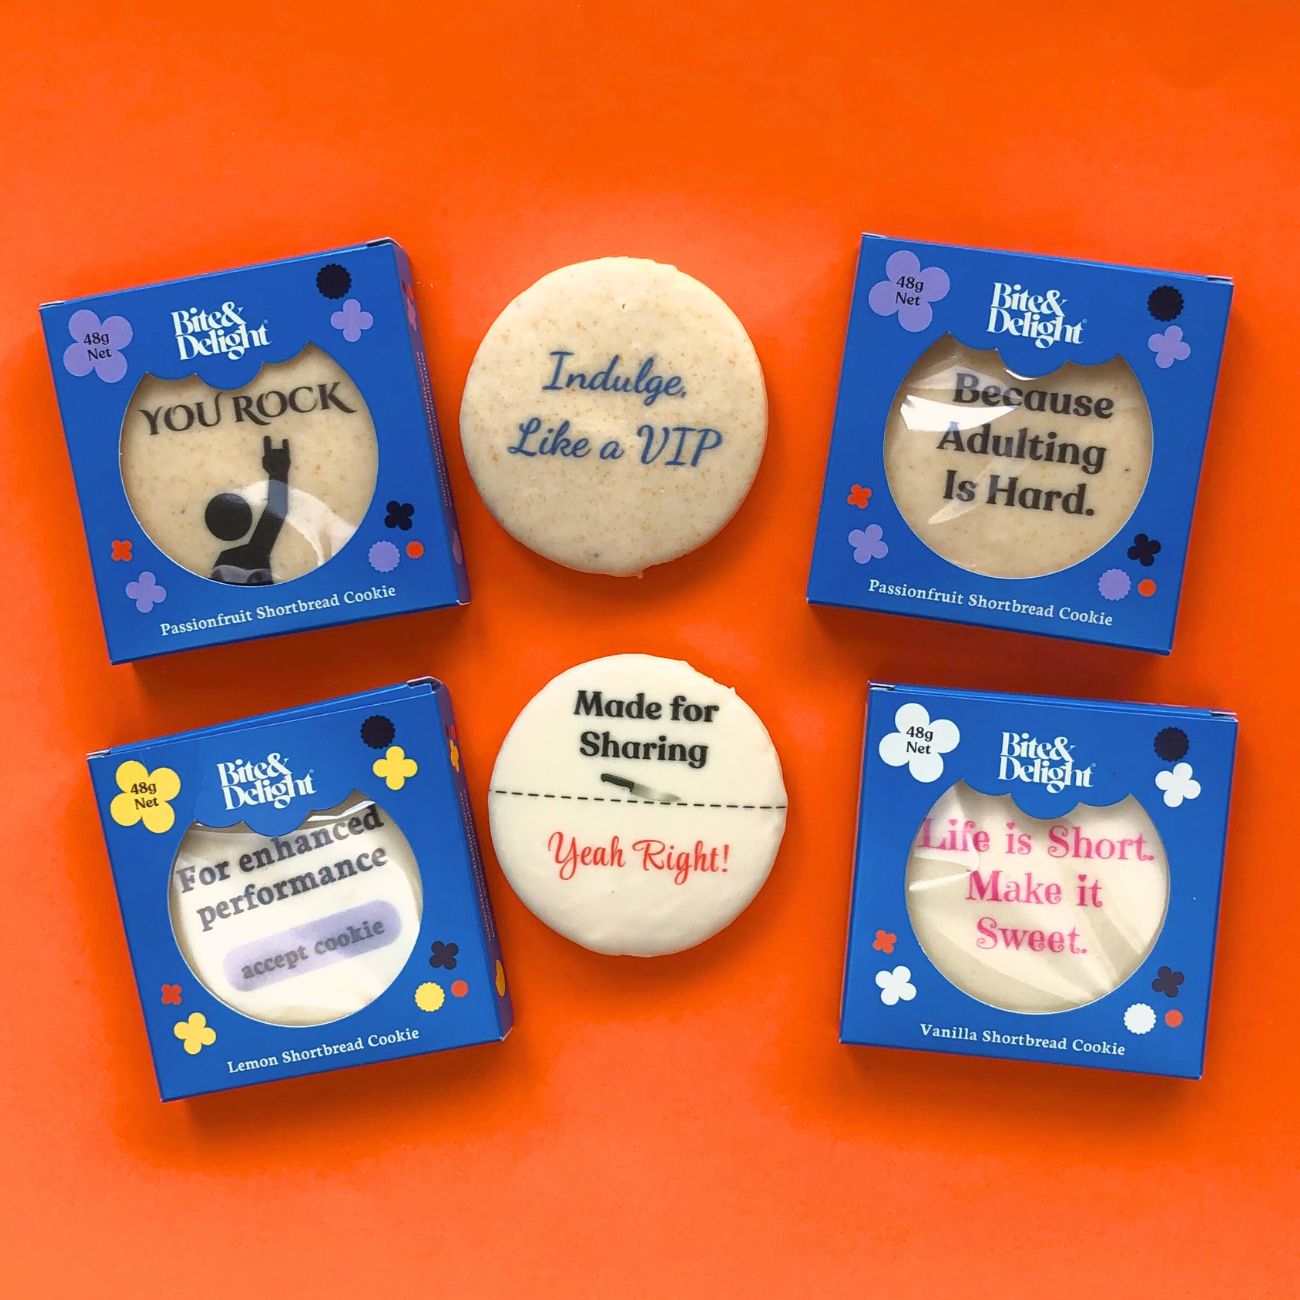 48g
Net
Bite&
Delight
YOU ROCK
Passionfruit Shortbread Cookie
Indulge,
Like a VIP
48g
Net
Bite&
Delight
Because
Adulting
Is Hard.
Passionfruit Shortbread Cookie
48g
Net
Bite&
Delight
For enhanced
performance
accept cookie
Lemon Shortbread Cookie
Made for
Sharing
Yeah Right!
48g
Net
Bite&
Delight
Life is Short.
Make it
Sweet.
Vanilla Shortbread Cookie